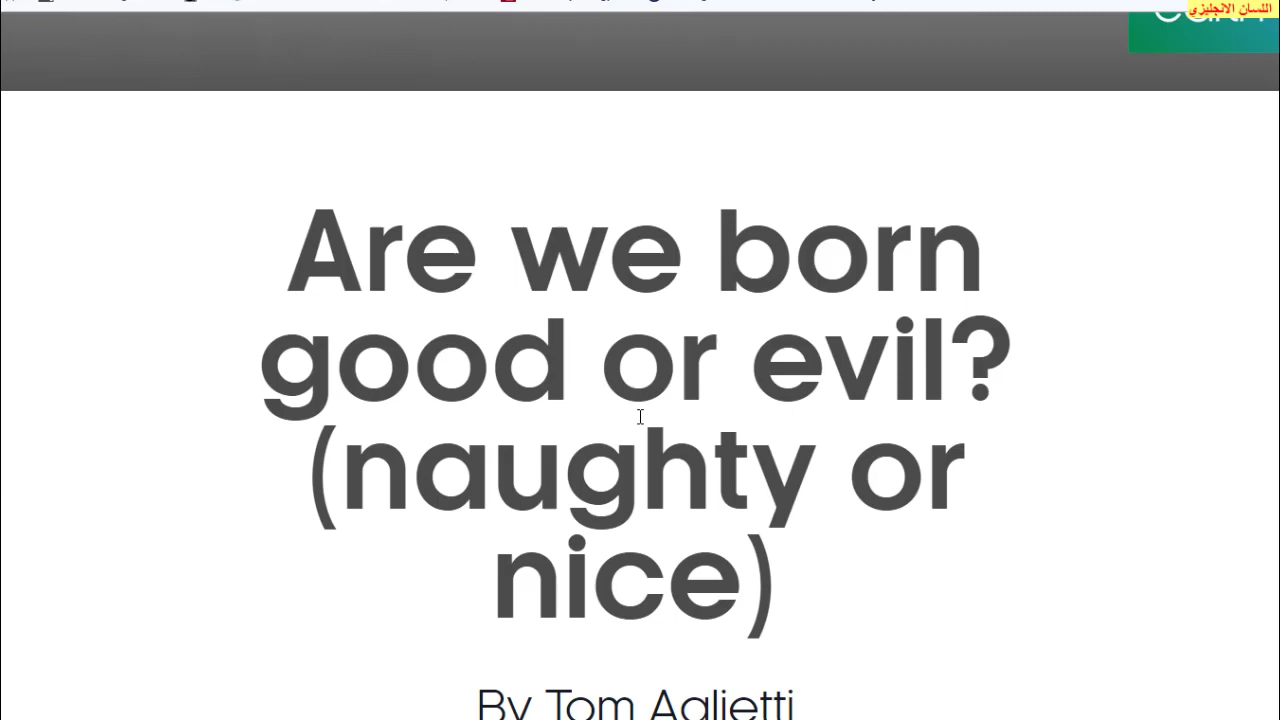 اللسان الانجليزي
Are we born
good or evil?
(naughty or
nice)
By Tom Aglietti